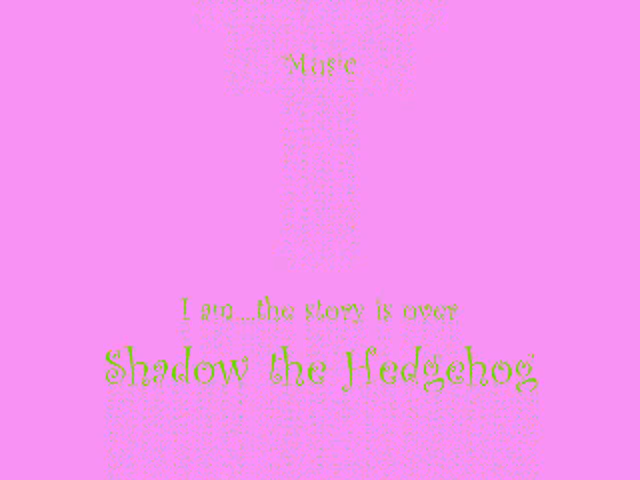 Music
I am....the story is over
Shadow the Hedgehog